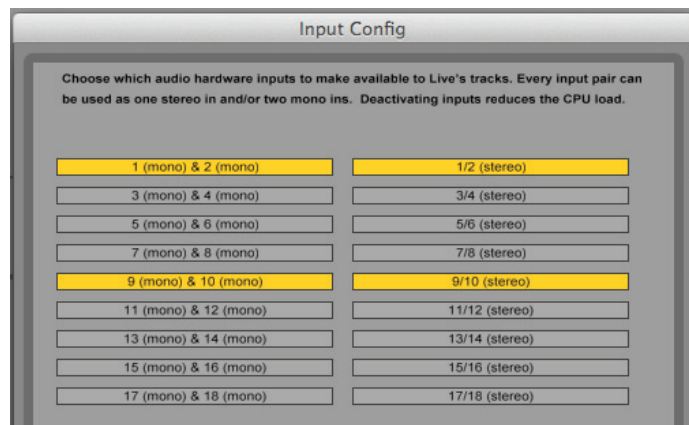 Input Config
Choose which audio hardware inputs to make available to Live's tracks. Every input pair can
be used as one stereo in and/or two mono ins. Deactivating inputs reduces the CPU load.
1 (mono) & 2 (mono) 1/2 (stereo)
3 (mono) & 4 (mono) 3/4 (stereo)
5 (mono) & 6 (mono) 5/6 (stereo)
7 (mono) & 8 (mono) 7/8 (stereo)
9 (mono) & 10 (mono) 9/10 (stereo)
11 (mono) & 12 (mono) 11/12 (stereo)
13 (mono) & 14 (mono) 13/14 (stereo)
15 (mono) & 16 (mono) 15/16 (stereo)
17 (mono) & 18 (mono) 17/18 (stereo)